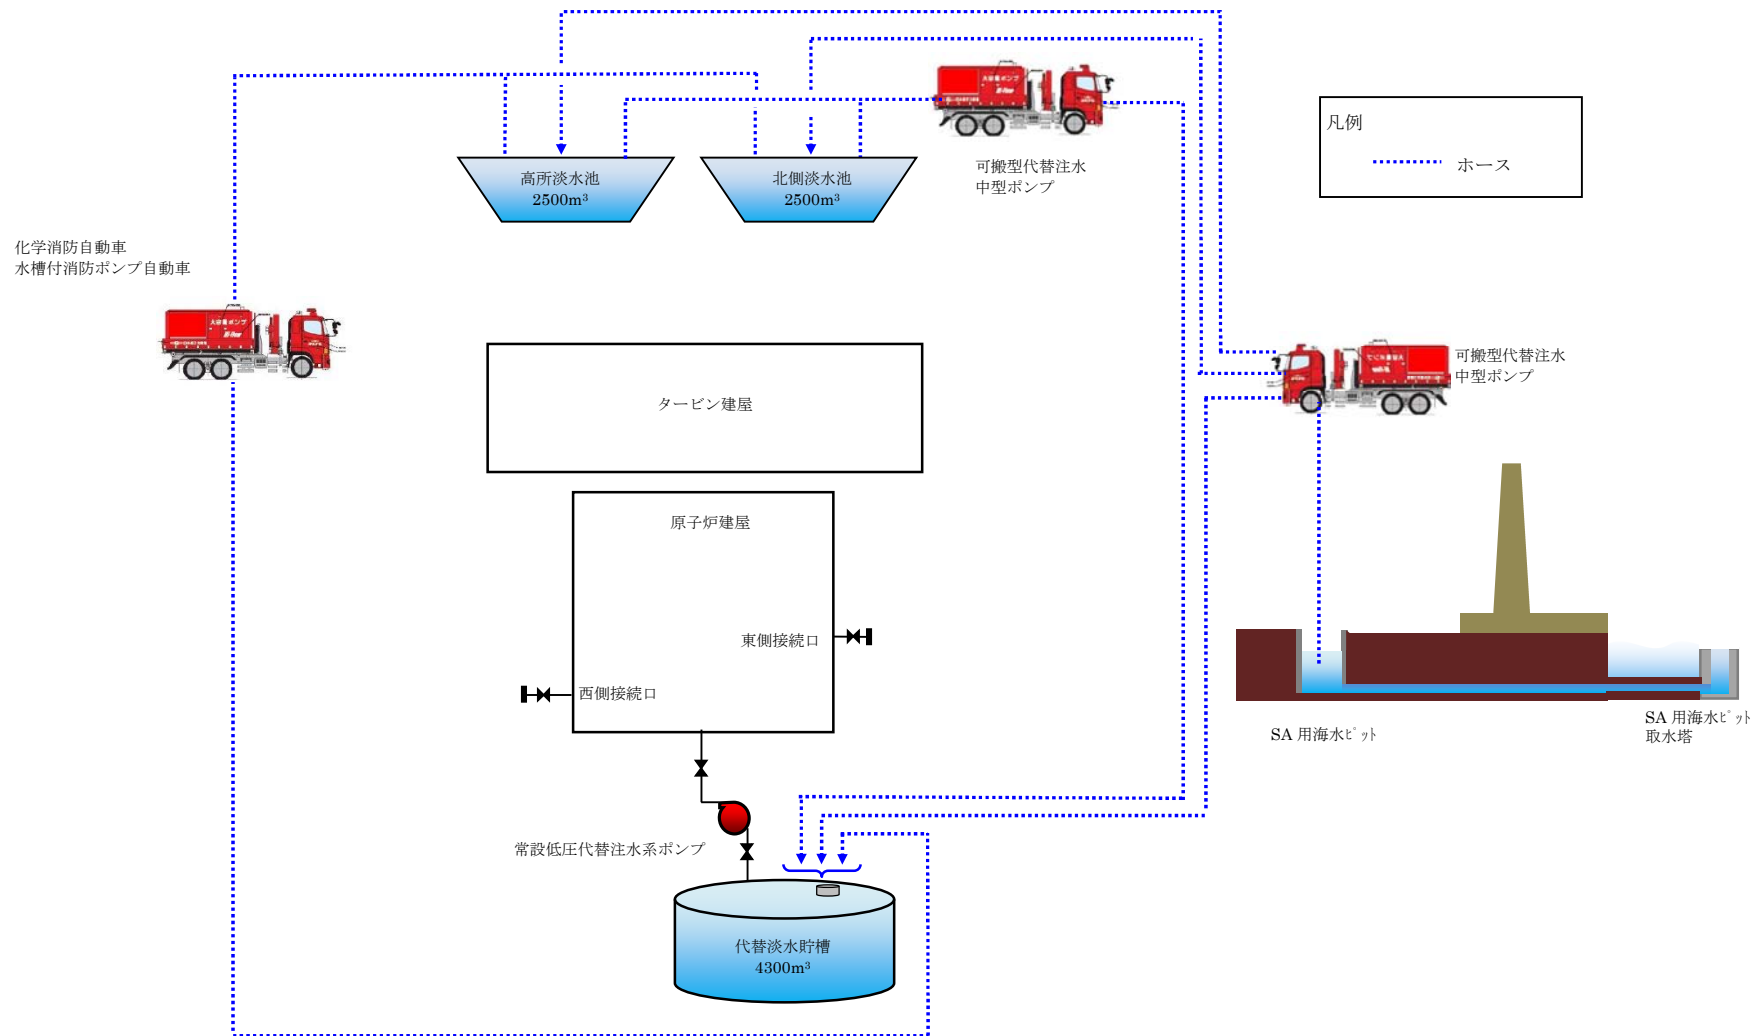 高所淡水池
2500m³
北側淡水池
2500m³
可搬型代替注水
中型ポンプ
凡例
ホース
化学消防自動車
水槽付消防ポンプ自動車
可搬型代替注水
中型ポンプ
タービン建屋
原子炉建屋
東側接続口
西側接続口
SA 用海水ﾋﾟｯﾄ
SA 用海水ﾋﾟｯﾄ
取水塔
常設低圧代替注水系ポンプ
代替淡水貯槽
4300m³